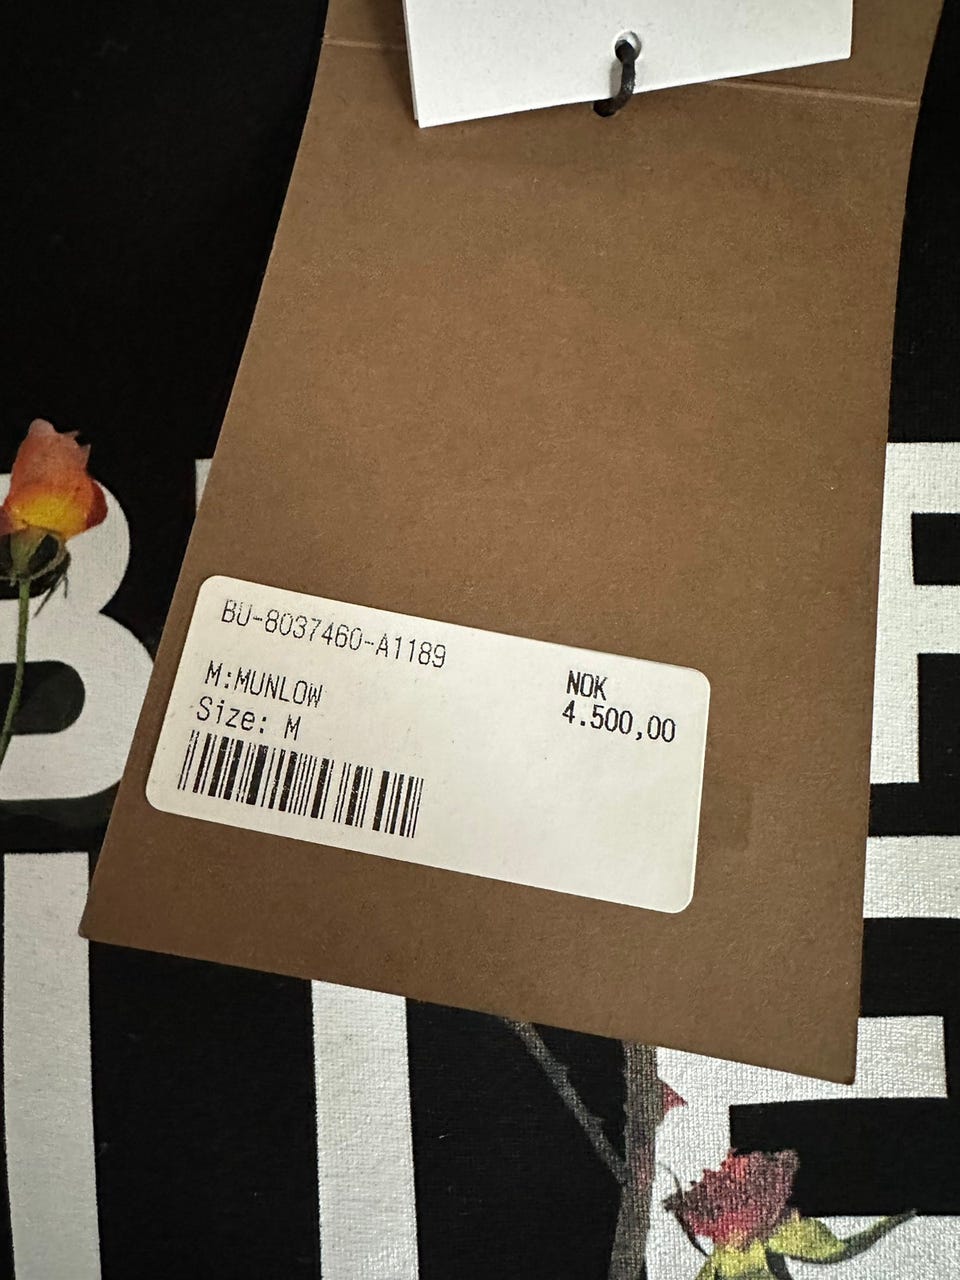 BU-8037460-A1189
M:MUNLOW
Size: M
NOK
4.500,00